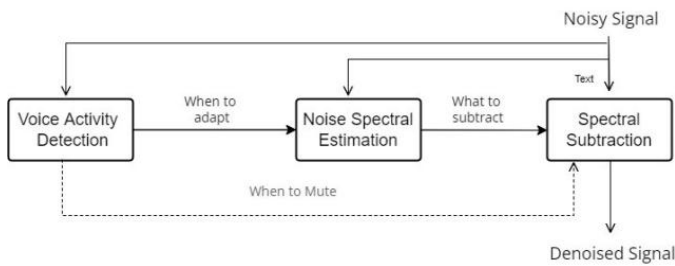 Noisy Signal
Text
When to
adapt
What to
subtract
Voice Activity
Detection
Noise Spectral
Estimation
Spectral
Subtraction
When to Mute
Denoised Signal